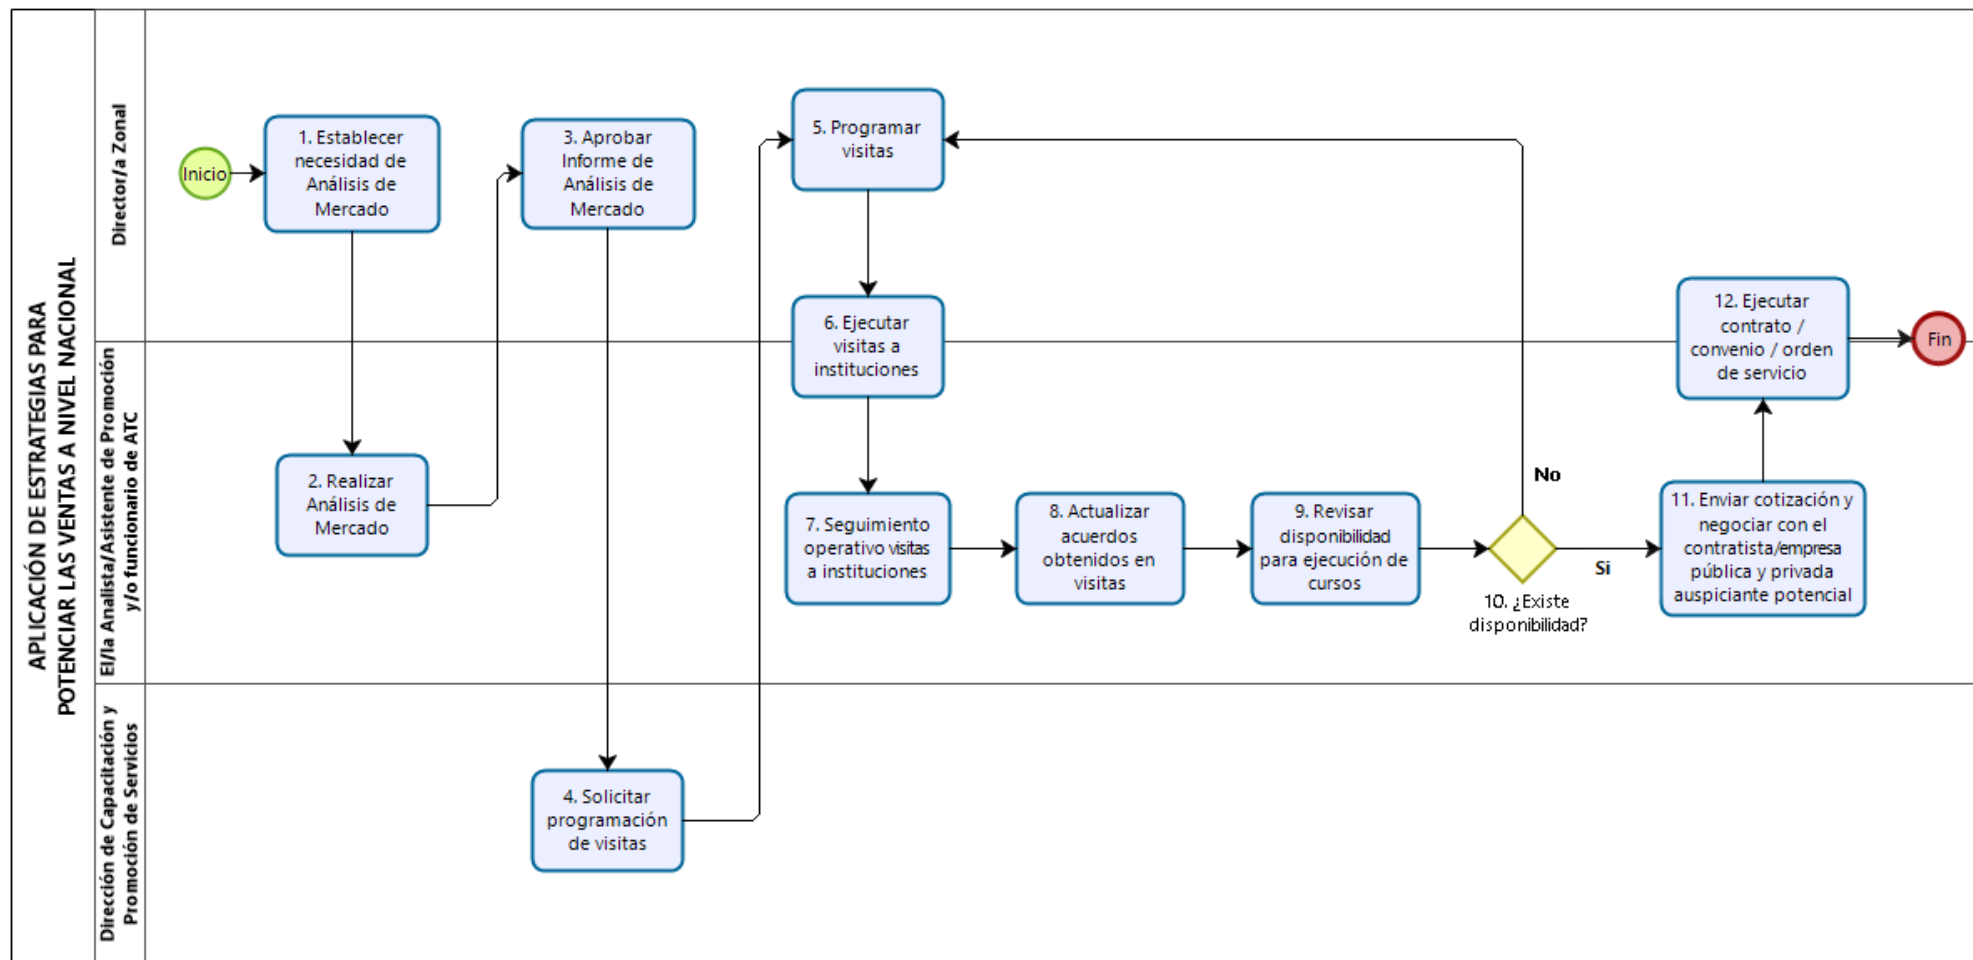 APLICACIÓN DE ESTRATEGIAS PARA
POTENCIAR LAS VENTAS A NIVEL NACIONAL
Director/a Zonal
Inicio
1. Establecer
necesidad de
Análisis de
Mercado
3. Aprobar
Informe de
Análisis de
Mercado
5. Programar
visitas
6. Ejecutar
visitas a
instituciones
12. Ejecutar
contrato /
convenio / orden
de servicio
Fin
El/la Analista/Asistente de Promoción
y/o funcionario de ATC
2. Realizar
Análisis de
Mercado
7. Seguimiento
operativo visitas
a instituciones
8. Actualizar
acuerdos
obtenidos en
visitas
9. Revisar
disponibilidad
para ejecución de
cursos
No
Si
10. ¿Existe
disponibilidad?
11. Enviar cotización y
negociar con el
contratista/empresa
pública y privada
auspiciante potencial
Dirección de Capacitación y
Promoción de Servicios
4. Solicitar
programación
de visitas